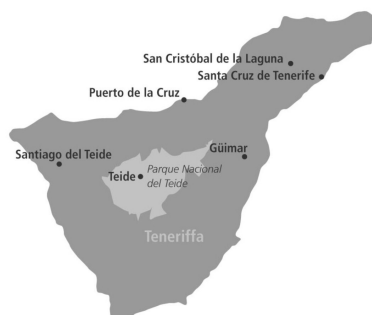 San Cristóbal de la Laguna
Santa Cruz de Tenerife
Puerto de la Cruz
Santiago del Teide
Güimar
Teide
Parque Nacional
del Teide
Teneriffa